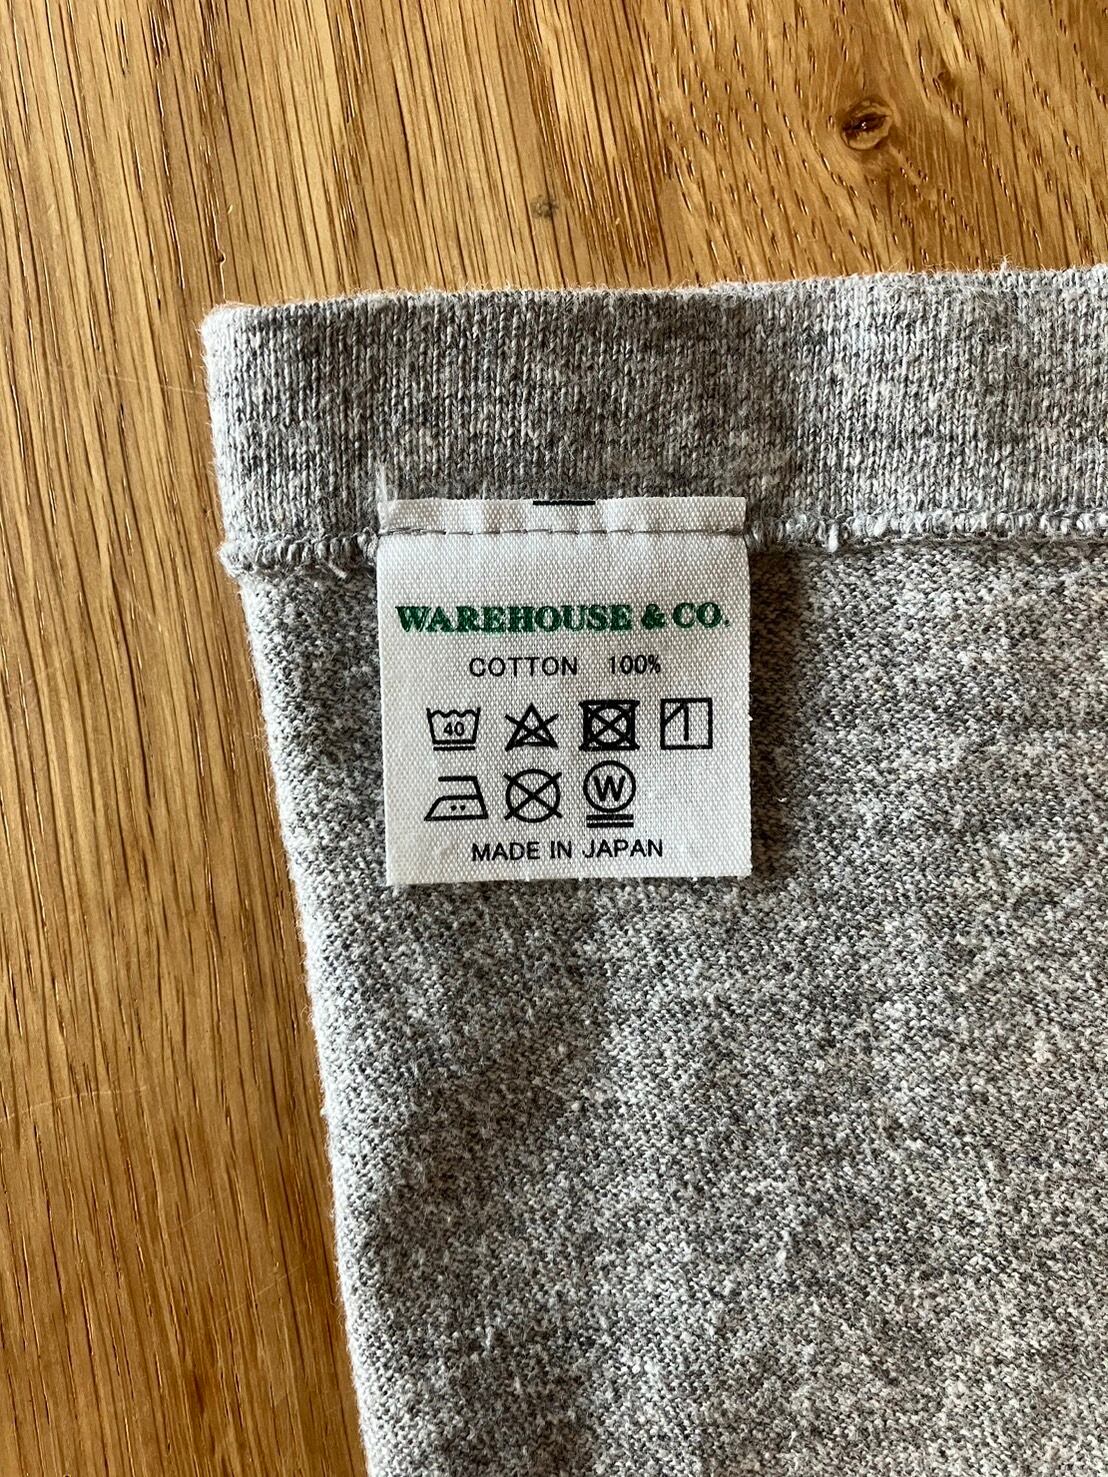 WAREHOUSE & CO.
COTTON 100%
40
W
MADE IN JAPAN